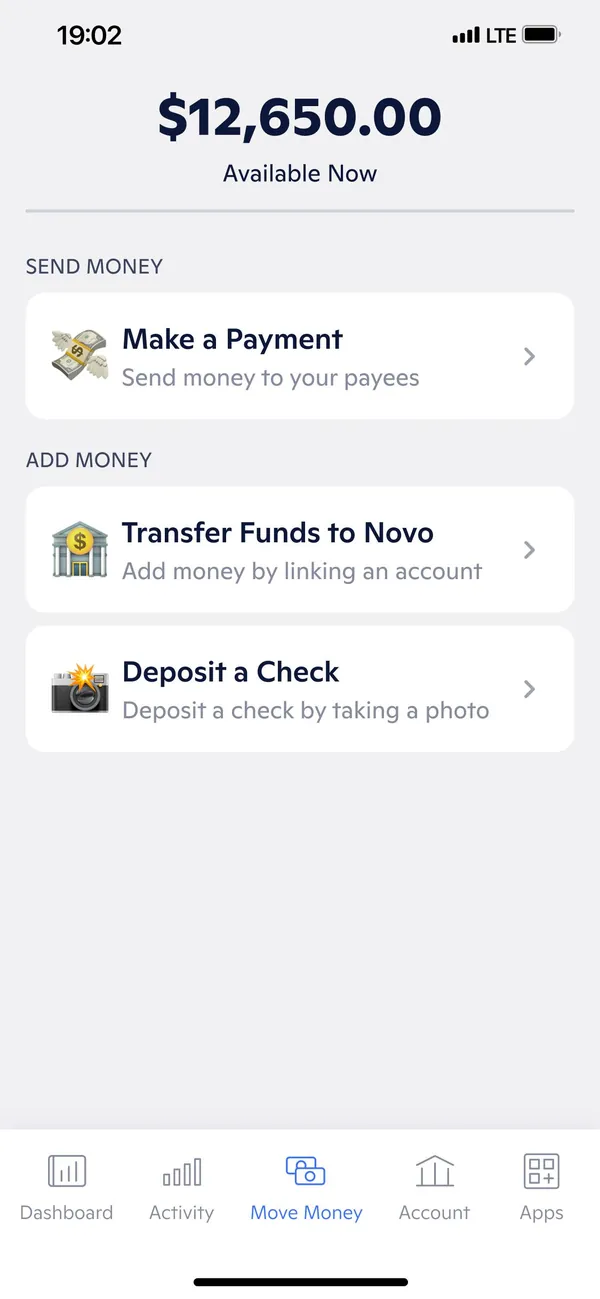 19:02
LTE
$12,650.00
Available Now
SEND MONEY
Make a Payment
Send money to your payees
ADD MONEY
Transfer Funds to Novo
Add money by linking an account
Deposit a Check
Deposit a check by taking a photo
Dashboard
Activity
Move Money
Account
Apps